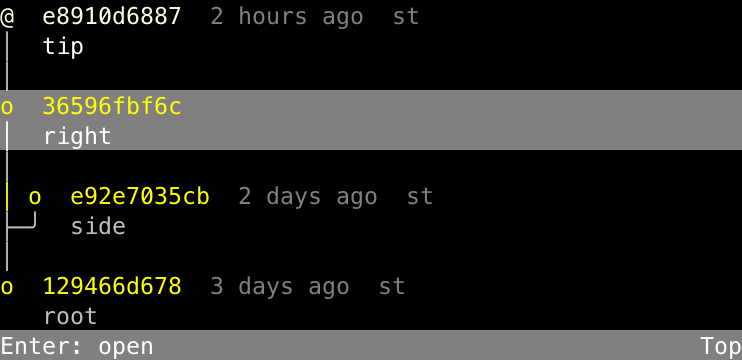 @  e8910d6887  2 hours ago  st
│  tip
│
o  36596fbf6c
│  right
│
│ o  e92e7035cb  2 days ago  st
├─╯  side
│
o  129466d678  3 days ago  st
   root
Enter: open                                       Top